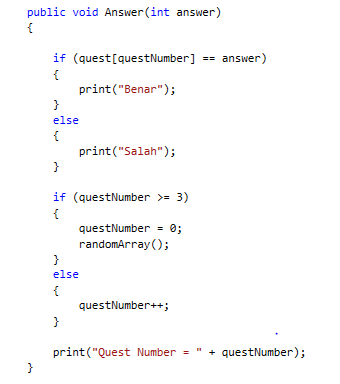 public void Answer(int answer)
{
if (quest[questNumber] == answer)
{
print("Benar");
}
else
{
print("Salah");
}
if (questNumber >= 3)
{
questNumber = 0;
randomArray();
}
else
{
questNumber++;
}
print("Quest Number = " + questNumber);
}